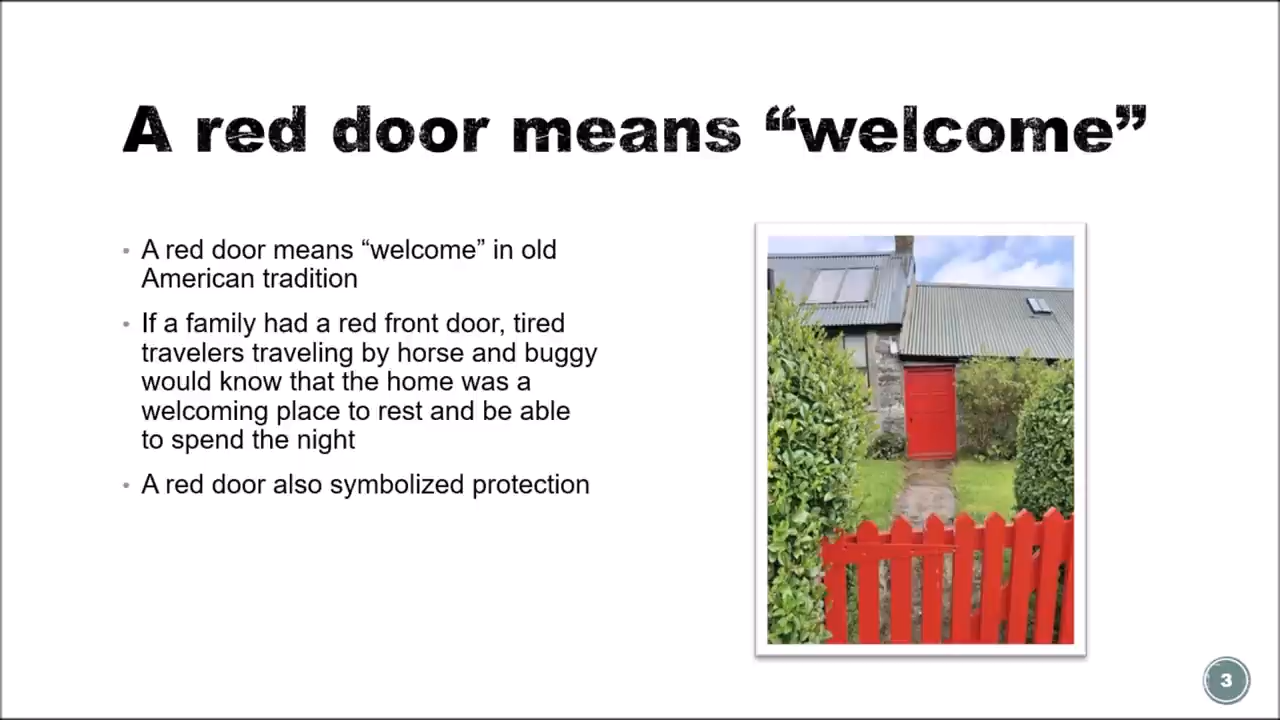 A red door means “welcome”
• A red door means “welcome” in old
American tradition
• If a family had a red front door, tired
travelers traveling by horse and buggy
would know that the home was a
welcoming place to rest and be able
to spend the night
• A red door also symbolized protection
3